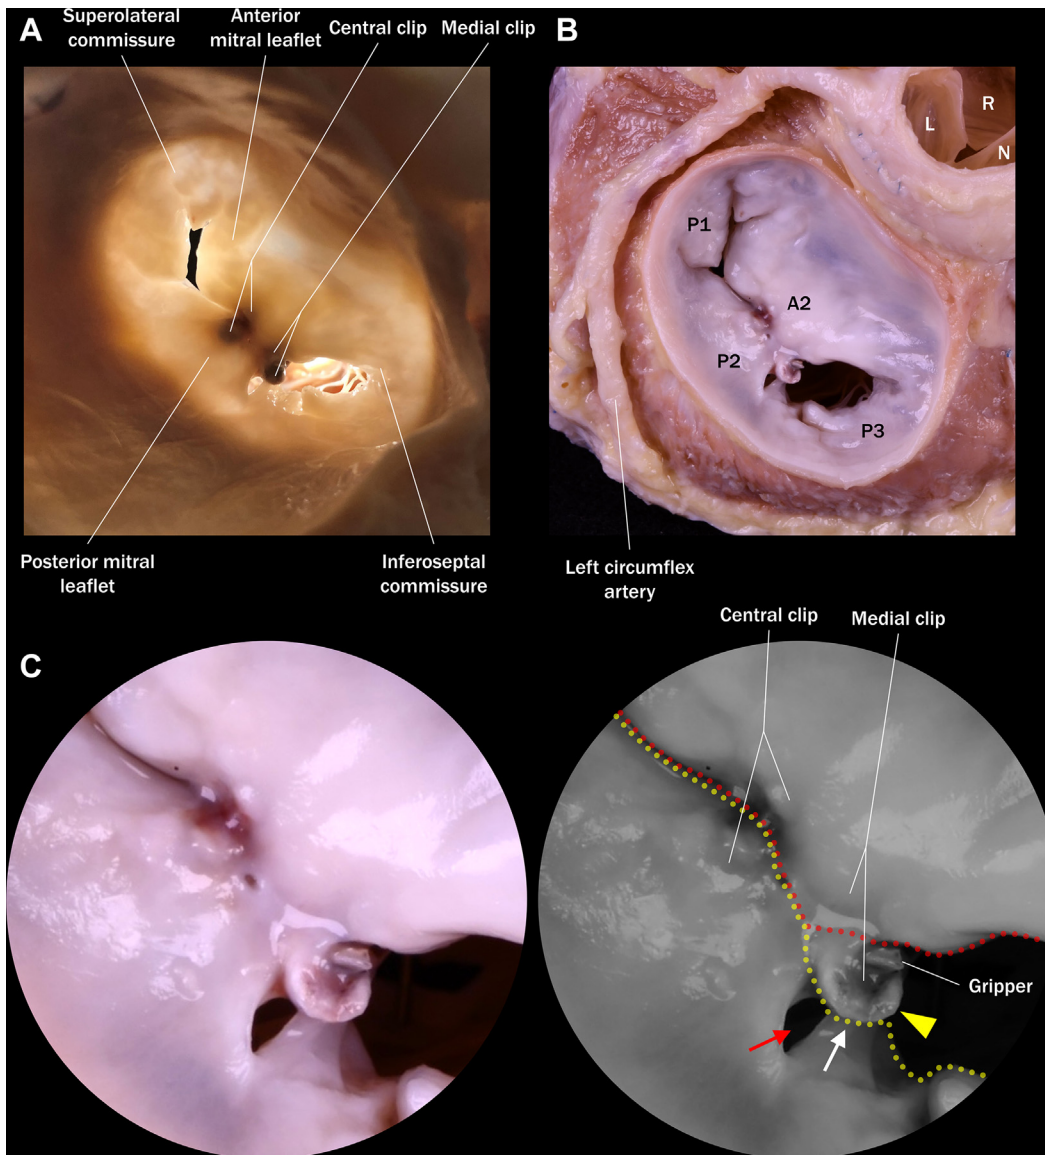 A
Superolateral
commissure
Anterior
mitral leaflet
Central clip
Medial clip
B
L
R
N
P1
A2
P2
P3
Posterior mitral
leaflet
Inferoseptal
commissure
Left circumflex
artery
C
Central clip
Medial clip
Gripper